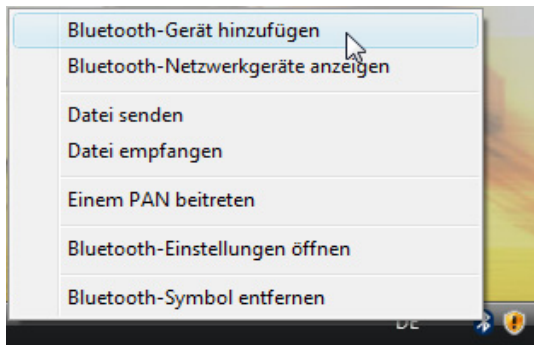 Bluetooth-Gerät hinzufügen
Bluetooth-Netzwerkgeräte anzeigen
Datei senden
Datei empfangen
Einem PAN beitreten
Bluetooth-Einstellungen öffnen
Bluetooth-Symbol entfernen
DE